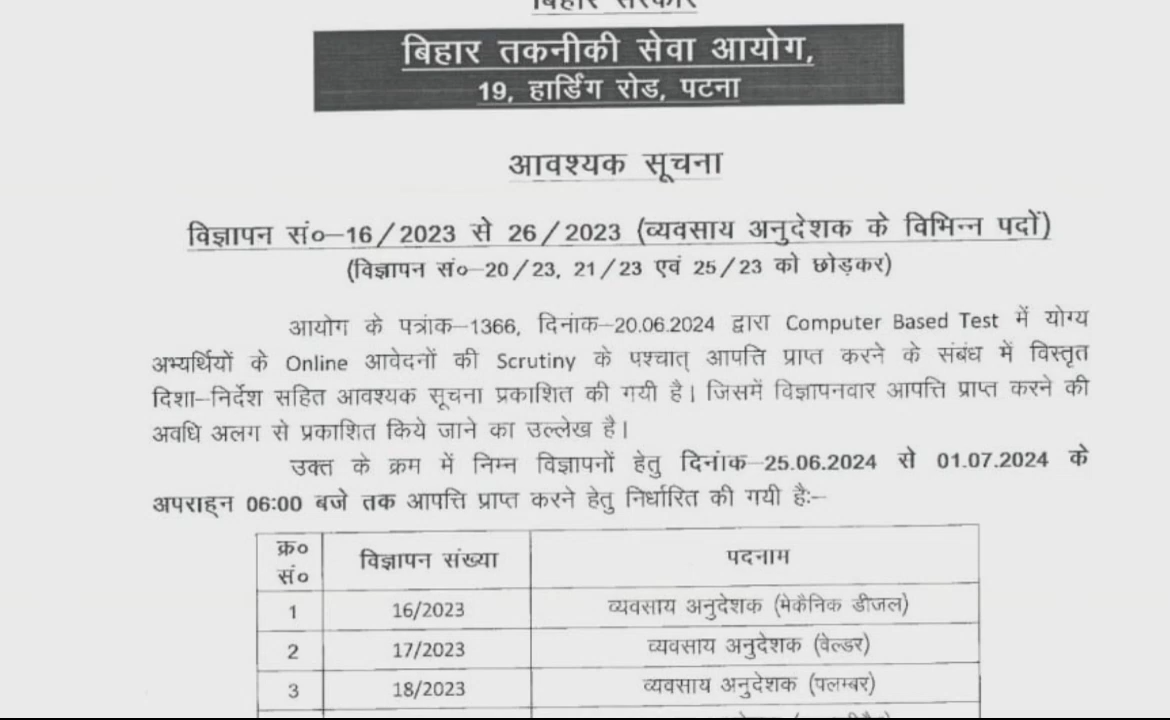 बिहार सरकार
बिहार तकनीकी सेवा आयोग,
19, हार्डिंग रोड, पटना
आवश्यक सूचना
विज्ञापन सं०–16/2023 से 26/2023 (व्यवसाय अनुदेशक के विभिन्न पदों)
(विज्ञापन सं०–20/23, 21/23 एवं 25/23 को छोड़कर)
आयोग के पत्रांक–1366, दिनांक–20.06.2024 द्वारा Computer Based Test में योग्य
अभ्यर्थियों के Online आवेदनों की Scrutiny के पश्चात् आपत्ति प्राप्त करने के संबंध में विस्तृत
दिशा–निर्देश सहित आवश्यक सूचना प्रकाशित की गयी है। जिसमें विज्ञापनवार आपत्ति प्राप्त करने की
अवधि अलग से प्रकाशित किये जाने का उल्लेख है।
उक्त के क्रम में निम्न विज्ञापनों हेतु दिनांक–25.06.2024 से 01.07.2024 के
अपराह्न 06:00 बजे तक आपत्ति प्राप्त करने हेतु निर्धारित की गयी हैः–
क्र० सं० विज्ञापन संख्या पदनाम
1 16/2023 व्यवसाय अनुदेशक (मेकैनिक डीजल)
2 17/2023 व्यवसाय अनुदेशक (वेल्डर)
3 18/2023 व्यवसाय अनुदेशक (पलम्बर)